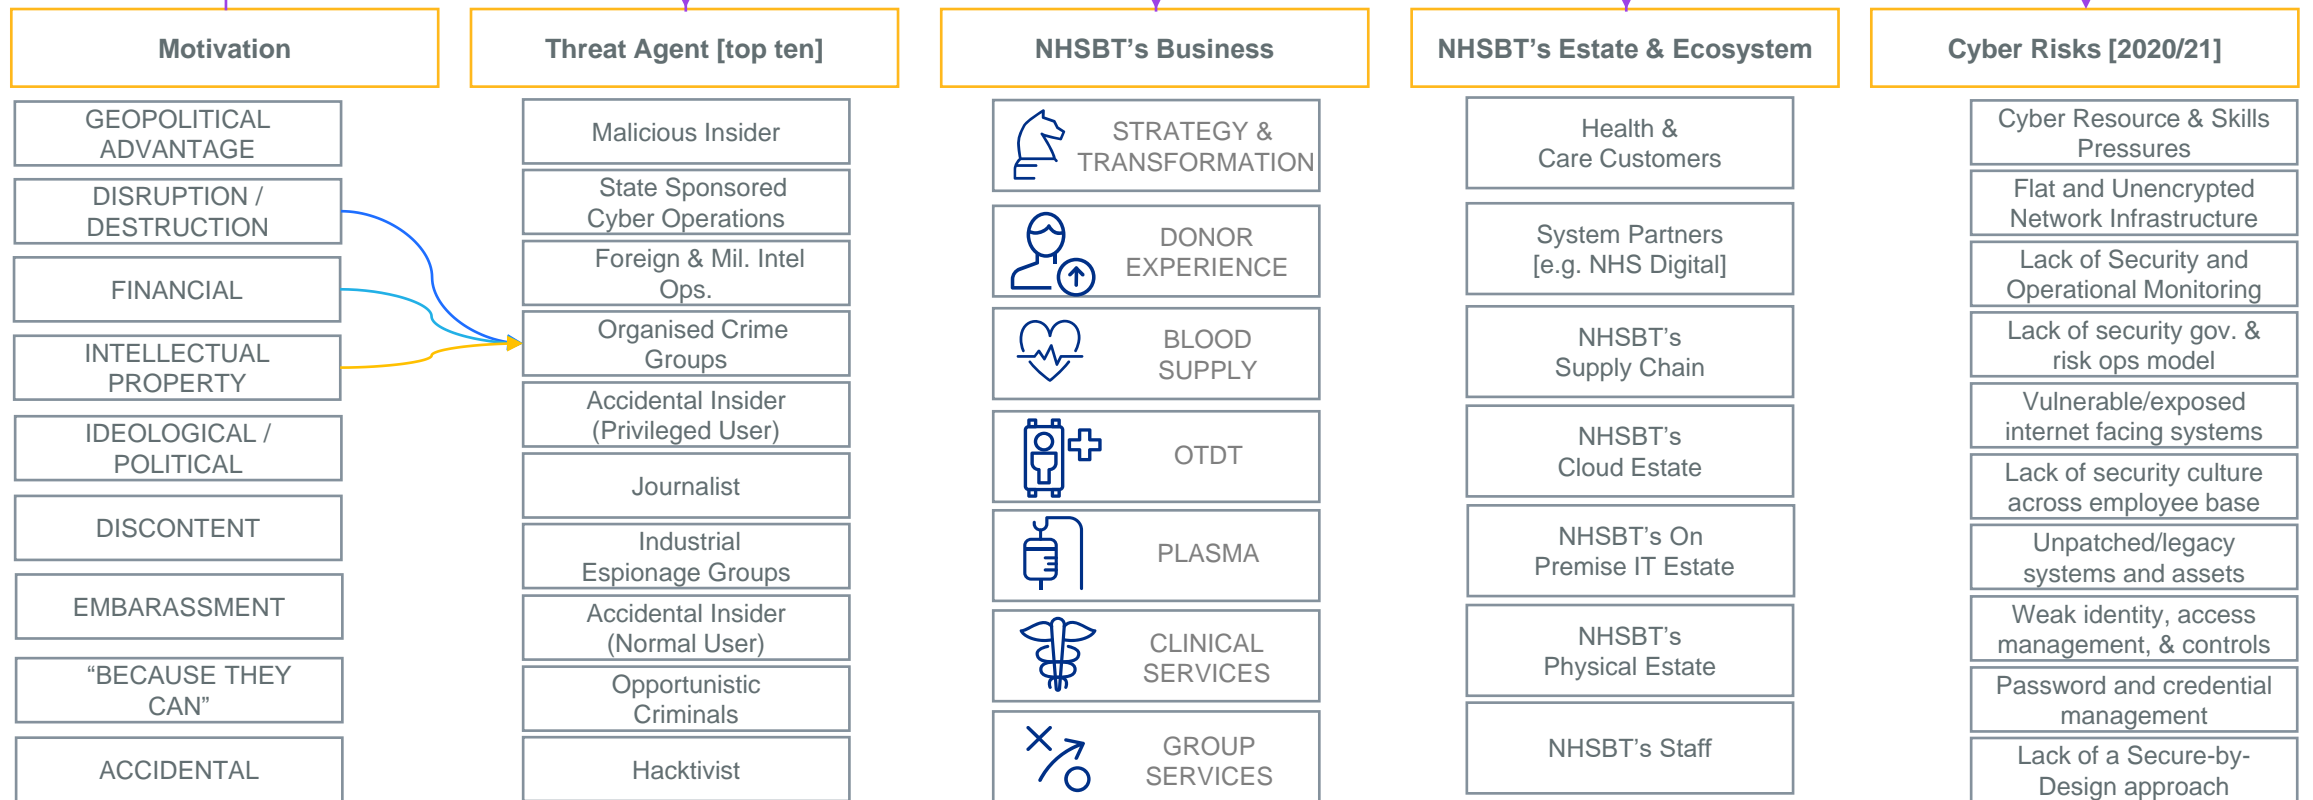 Motivation
GEOPOLITICAL
ADVANTAGE
DISRUPTION /
DESTRUCTION
FINANCIAL
INTELLECTUAL
PROPERTY
IDEOLOGICAL /
POLITICAL
DISCONTENT
EMBARASSMENT
“BECAUSE THEY
CAN”
ACCIDENTAL
Threat Agent [top ten]
Malicious Insider
State Sponsored
Cyber Operations
Foreign & Mil. Intel
Ops.
Organised Crime
Groups
Accidental Insider
(Privileged User)
Journalist
Industrial
Espionage Groups
Accidental Insider
(Normal User)
Opportunistic
Criminals
Hacktivist
NHSBT’s Business
STRATEGY &
TRANSFORMATION
DONOR
EXPERIENCE
BLOOD
SUPPLY
OTDT
PLASMA
CLINICAL
SERVICES
GROUP
SERVICES
NHSBT’s Estate & Ecosystem
Health &
Care Customers
System Partners
[e.g. NHS Digital]
NHSBT’s
Supply Chain
NHSBT’s
Cloud Estate
NHSBT’s On
Premise IT Estate
NHSBT’s
Physical Estate
NHSBT’s Staff
Cyber Risks [2020/21]
Cyber Resource & Skills
Pressures
Flat and Unencrypted
Network Infrastructure
Lack of Security and
Operational Monitoring
Lack of security gov. &
risk ops model
Vulnerable/exposed
internet facing systems
Lack of security culture
across employee base
Unpatched/legacy
systems and assets
Weak identity, access
management, & controls
Password and credential
management
Lack of a Secure-by-
Design approach